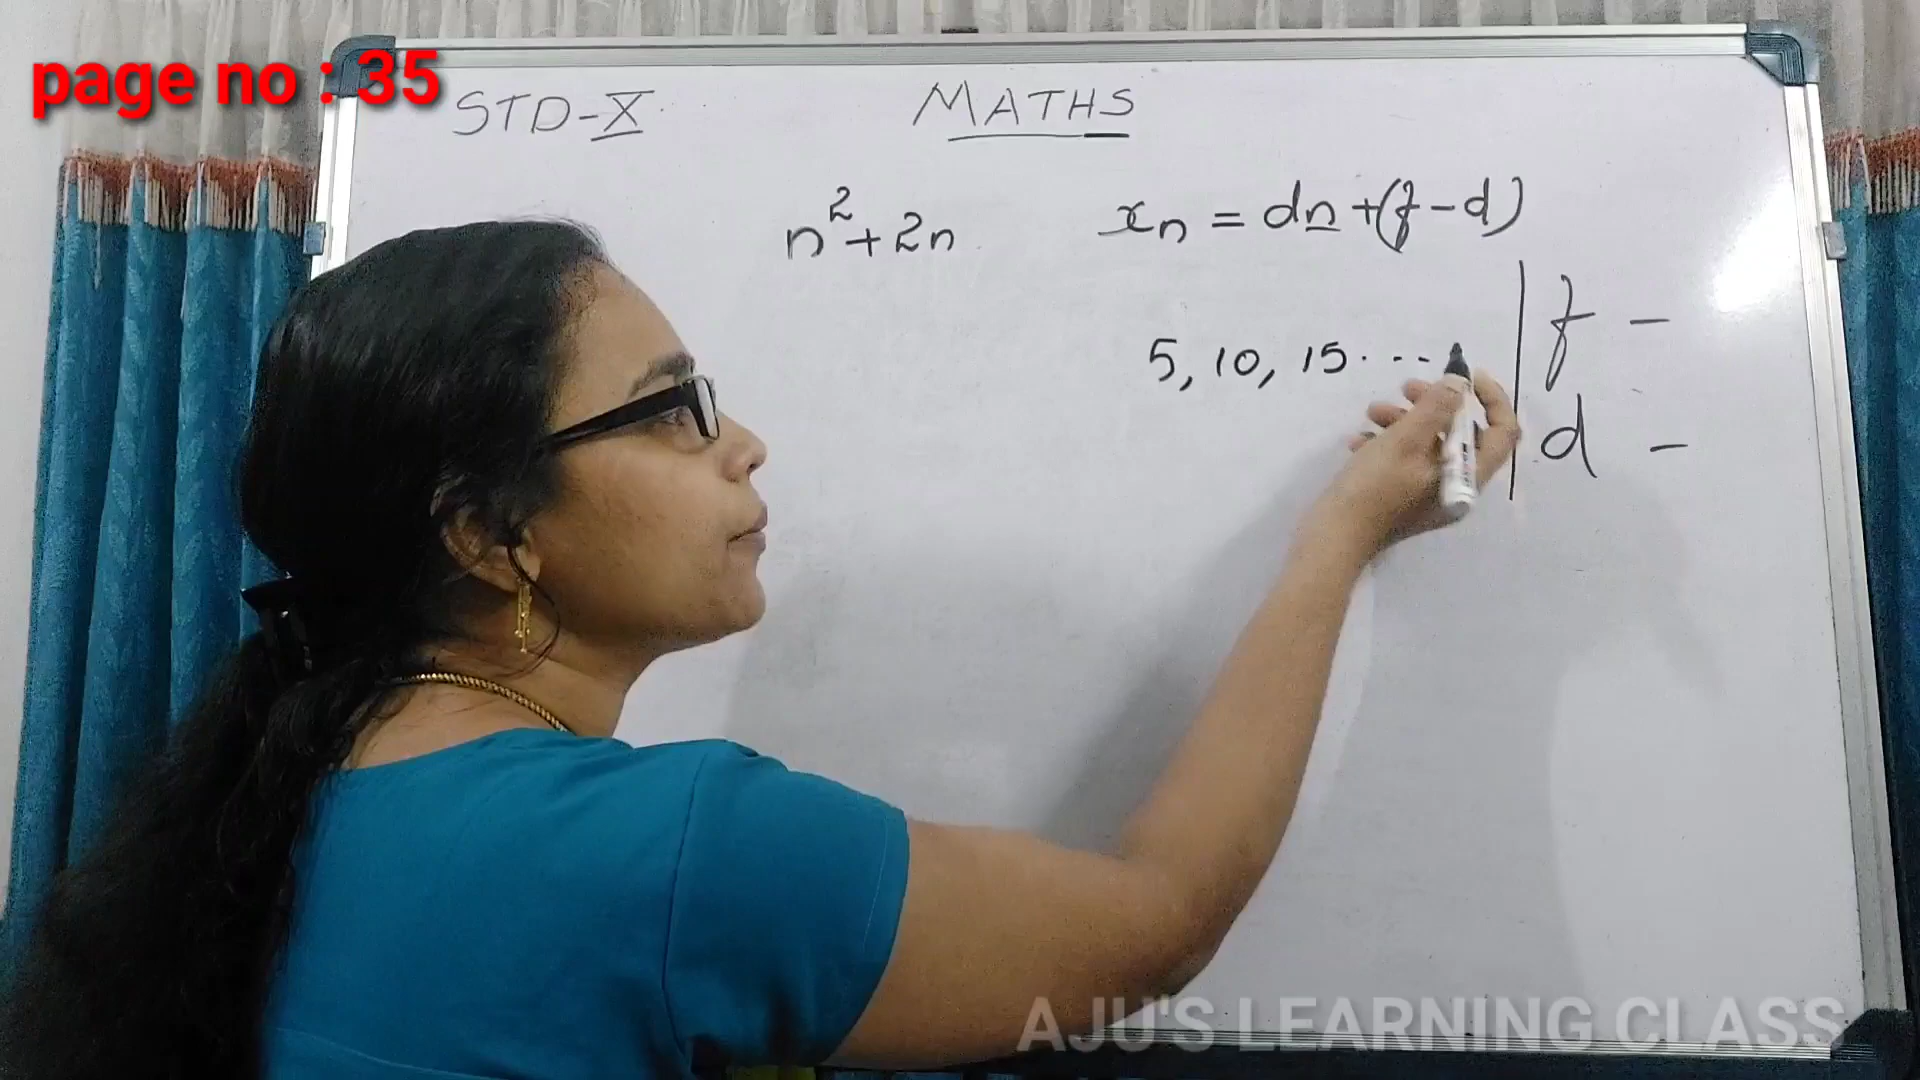 page no : 35
STD-X
MATHS
n²+2n
xn = dn+(f-d)
5, 10, 15. ---
f -
d -
AJU'S LEARNING CLASS